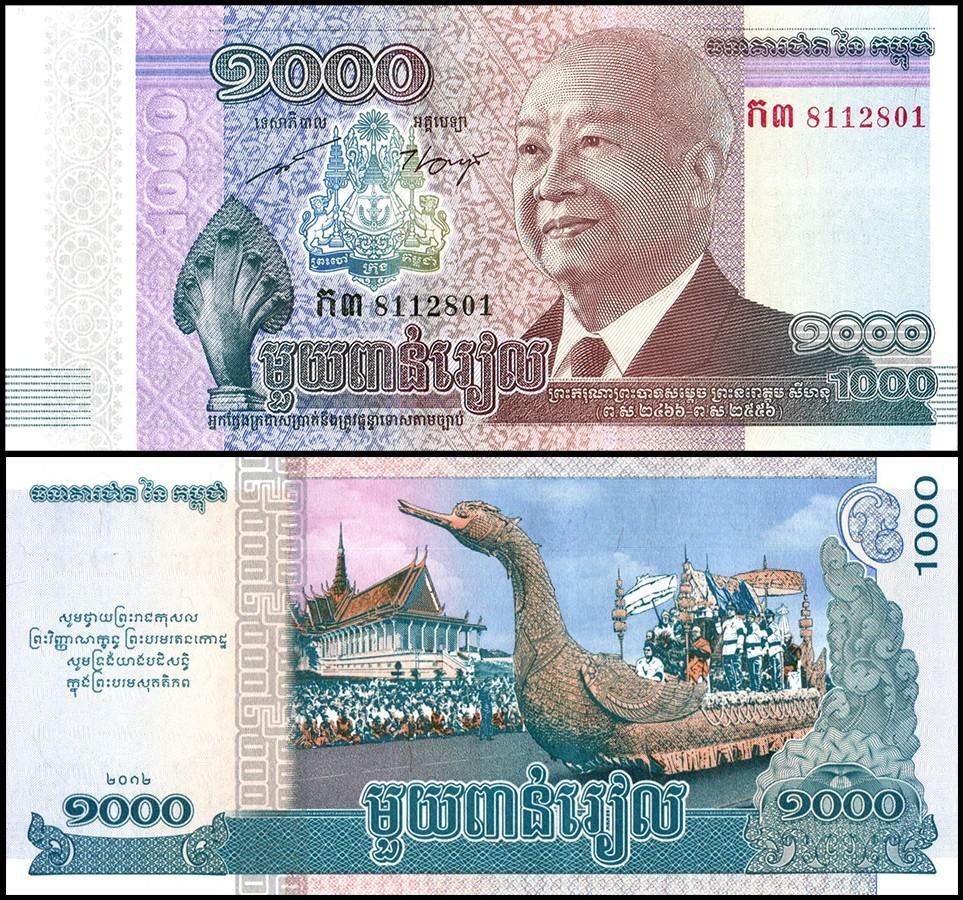 ធនាគារជាតិ នៃ កម្ពុជា
១០០០
1000
ទេសាភិបាល
អគ្គបេឡា
ក៣ 8112801
ព្រះចៅ ក្រុង កម្ពុជា
ក៣ 8112801
មួយពាន់រៀល
១០០០
1000
ព្រះករុណាព្រះបាទសម្តេច ព្រះ នរោត្តម សីហនុ
(ព.ស ២៤៦៦-ព.ស ២៥៥៦)
អ្នកក្លែងក្រដាសប្រាក់នឹងត្រូវផ្តន្ទាទោសតាមច្បាប់
ធនាគារជាតិ នៃ កម្ពុជា
1000
សូមថ្វាយព្រះរាជកុសល
ព្រះវិញ្ញាណក្ខន្ធ ព្រះបរមរតនកោដ្ឋ
សូមទ្រង់យាងបដិសន្ធិ
ក្នុងព្រះបរមសុគតិភព
២០១២
១០០០
មួយពាន់រៀល
១០០០